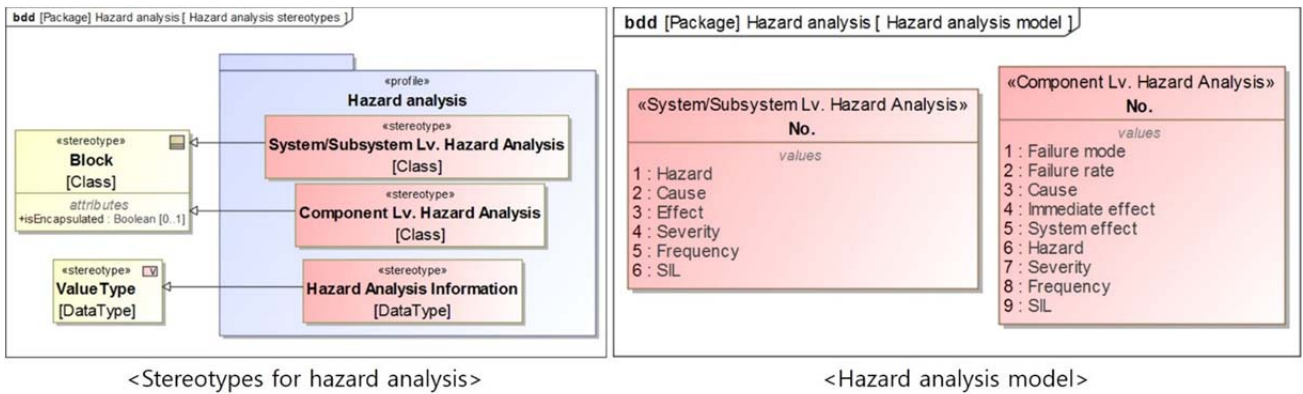 bdd [Package] Hazard analysis [ Hazard analysis stereotypes ]
«profile»
Hazard analysis
«stereotype»
Block
[Class]
attributes
+isEncapsulated : Boolean [0..1]
«stereotype»
System/Subsystem Lv. Hazard Analysis
[Class]
«stereotype»
Component Lv. Hazard Analysis
[Class]
«stereotype»
V
ValueType
[DataType]
«stereotype»
Hazard Analysis Information
[DataType]
<Stereotypes for hazard analysis>
bdd [Package] Hazard analysis [ Hazard analysis model ]
«System/Subsystem Lv. Hazard Analysis»
No.
values
1 : Hazard
2 : Cause
3 : Effect
4 : Severity
5 : Frequency
6 : SIL
«Component Lv. Hazard Analysis»
No.
values
1 : Failure mode
2 : Failure rate
3 : Cause
4 : Immediate effect
5 : System effect
6 : Hazard
7 : Severity
8 : Frequency
9 : SIL
<Hazard analysis model>